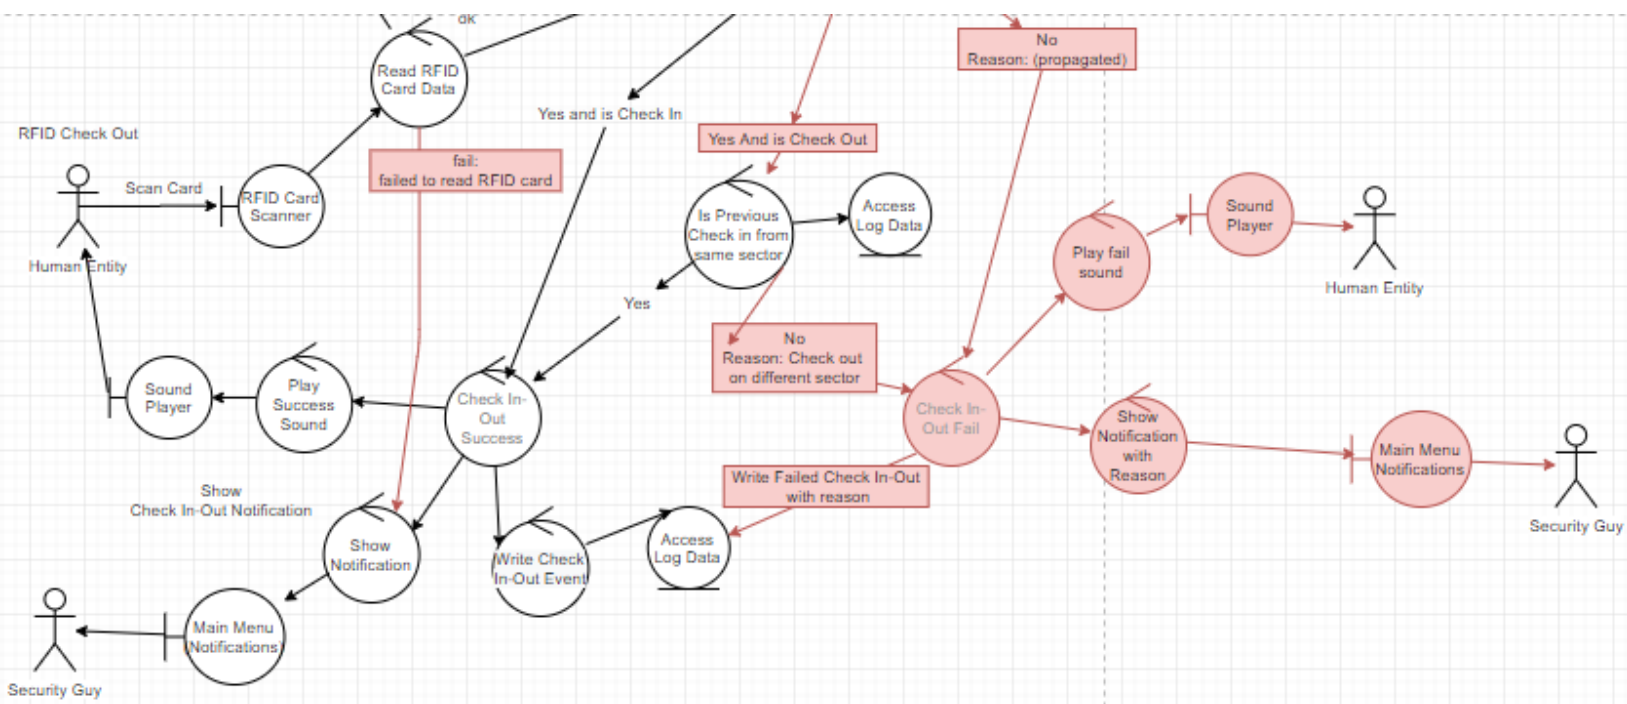 ok
Read RFID
Card Data
No
Reason: (propagated)
Yes and is Check In
RFID Check Out
Yes And is Check Out
fail:
failed to read RFID card
Scan Card
RFID Card
Scanner
Human Entity
Is Previous
Check in from
same sector
Access
Log Data
Sound
Player
Play fail
sound
Human Entity
Yes
No
Reason: Check out
on different sector
Sound
Player
Play
Success
Sound
Check In-
Out
Success
Check In-
Out Fail
Show
Notification
with
Reason
Main Menu
Notifications
Security Guy
Write Failed Check In-Out
with reason
Show
Check In-Out Notification
Show
Notification
Write Check
In-Out Event
Access
Log Data
Main Menu
(Notifications)
Security Guy